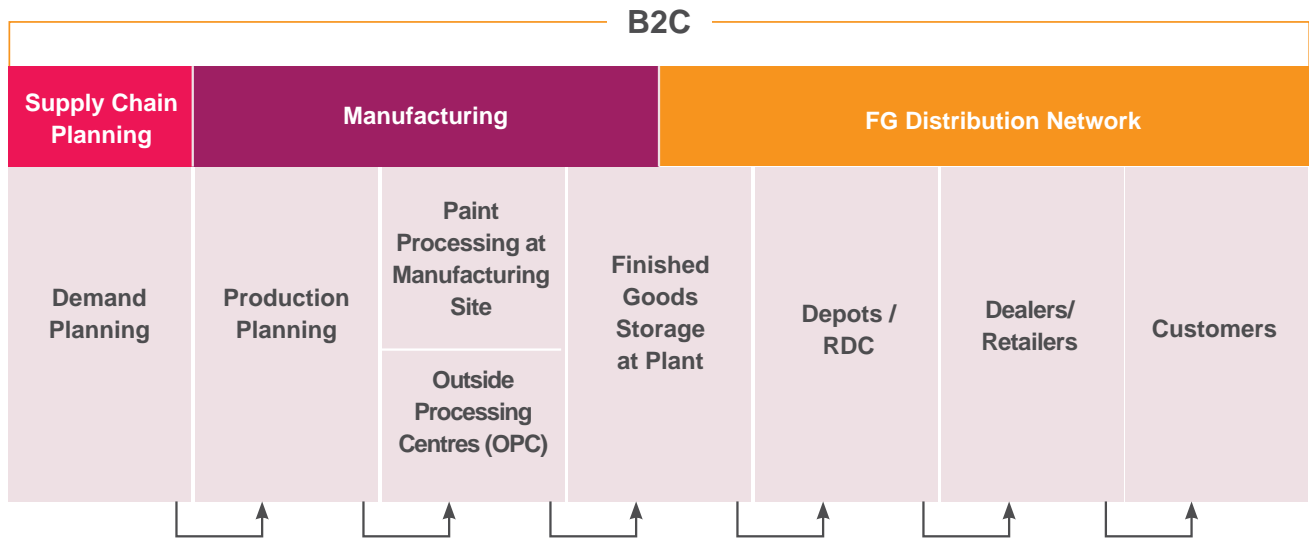 B2C
Supply Chain
Planning
Manufacturing
FG Distribution Network
Demand
Planning
Production
Planning
Paint
Processing at
Manufacturing
Site
Outside
Processing
Centres (OPC)
Finished
Goods
Storage
at Plant
Depots /
RDC
Dealers/
Retailers
Customers